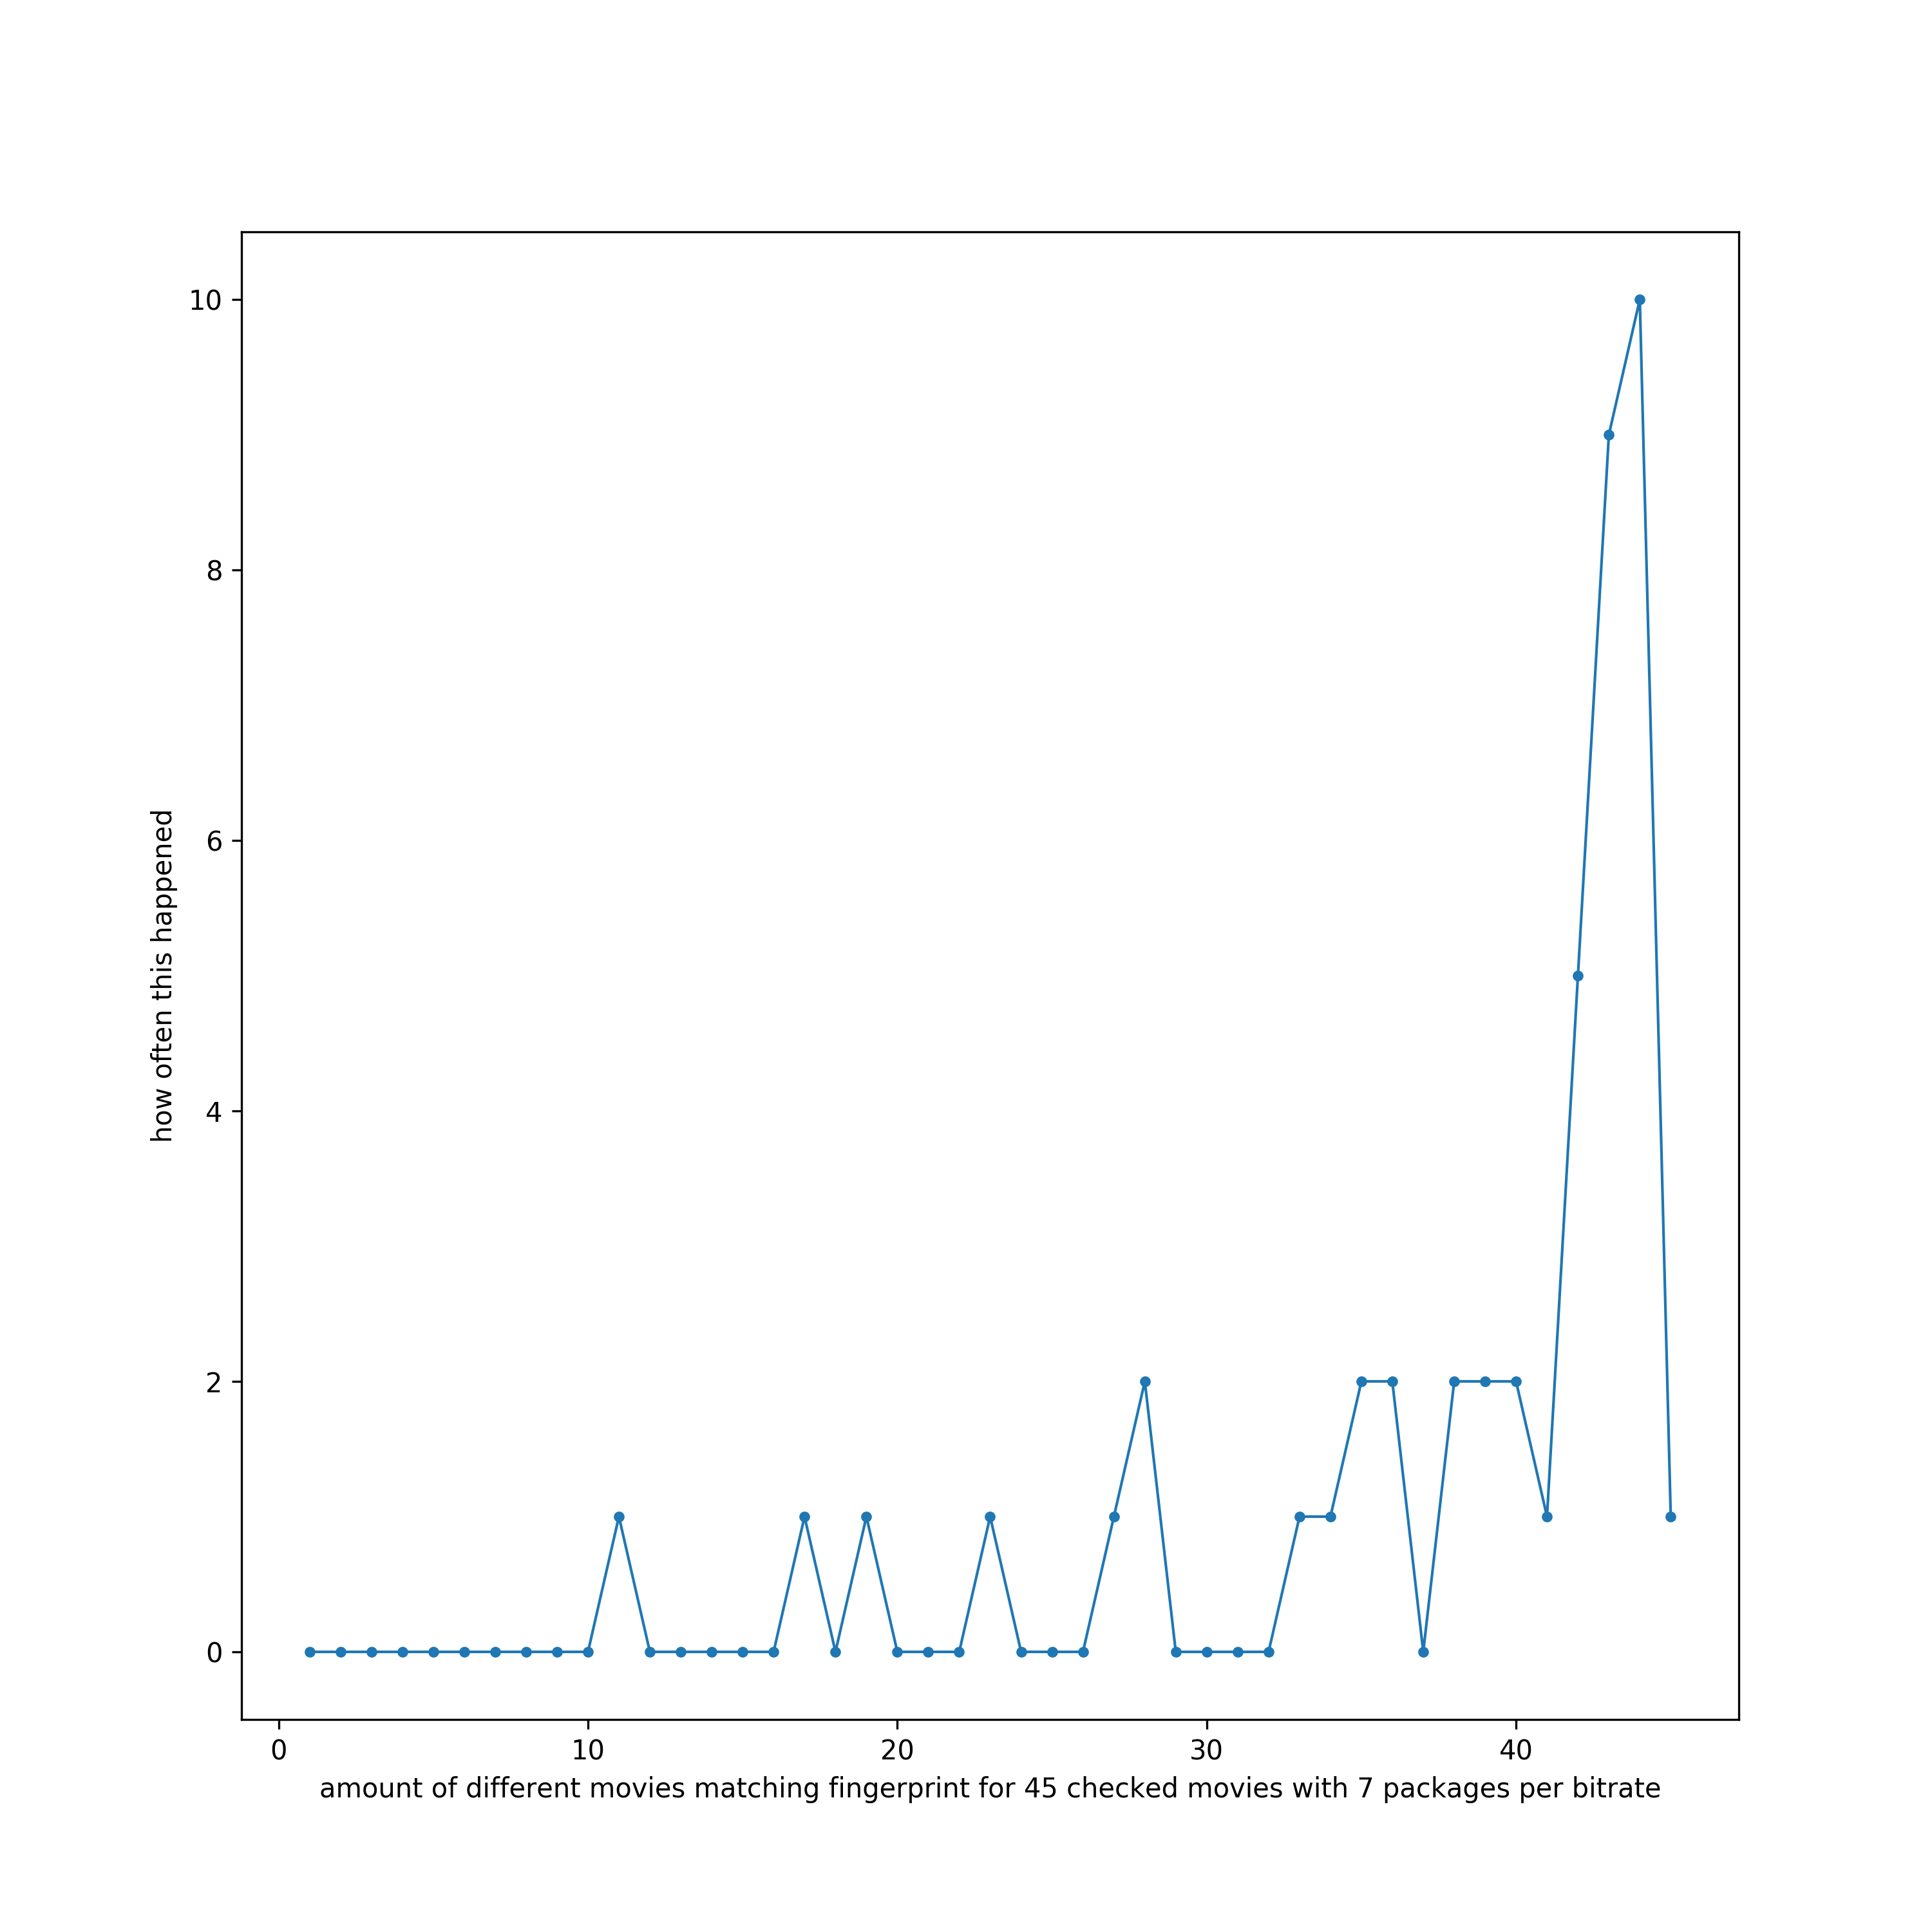 10
8
6
4
2
0
how often this happened
0 10 20 30 40
amount of different movies matching fingerprint for 45 checked movies with 7 packages per bitrate